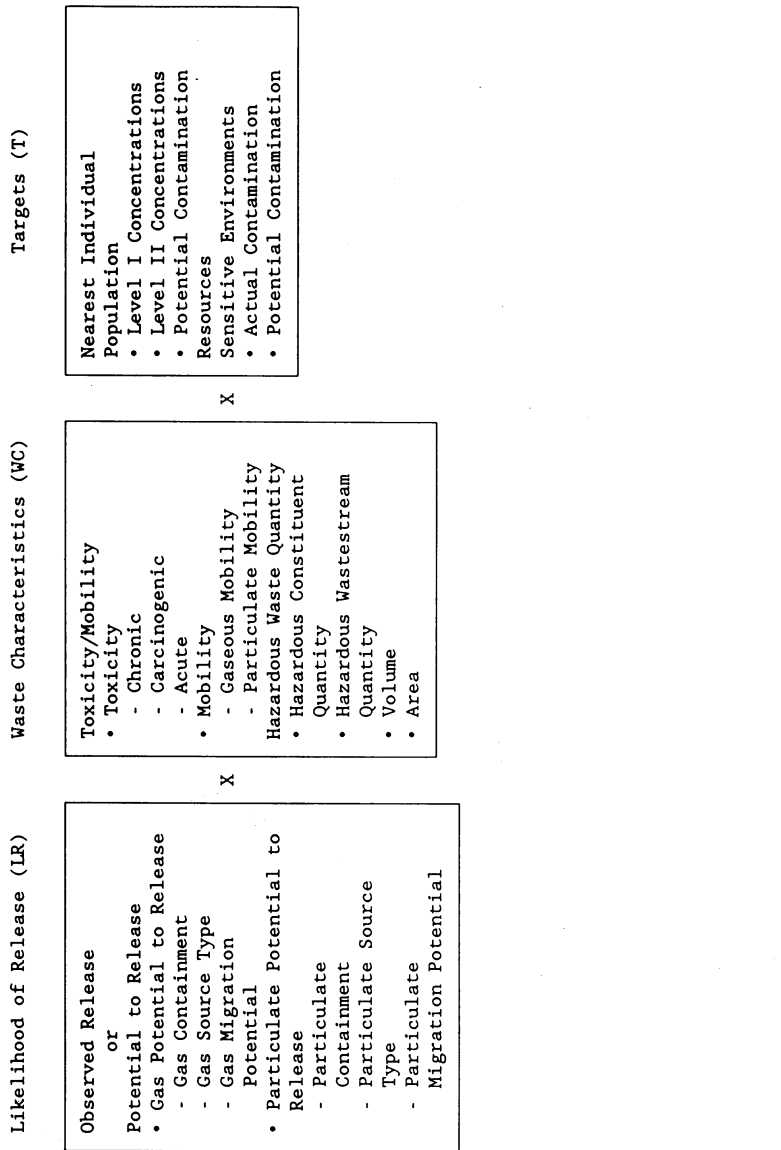 Likelihood of Release (LR)
Observed Release
or
Potential to Release
• Gas Potential to Release
- Gas Containment
- Gas Source Type
- Gas Migration
Potential
• Particulate Potential to
Release
- Particulate
Containment
- Particulate Source
Type
- Particulate
Migration Potential
X
Waste Characteristics (WC)
Toxicity/Mobility
• Toxicity
- Chronic
- Carcinogenic
- Acute
• Mobility
- Gaseous Mobility
- Particulate Mobility
Hazardous Waste Quantity
• Hazardous Constituent
Quantity
• Hazardous Wastestream
Quantity
• Volume
• Area
X
Targets (T)
Nearest Individual
Population
• Level I Concentrations
• Level II Concentrations
• Potential Contamination
Resources
Sensitive Environments
• Actual Contamination
• Potential Contamination